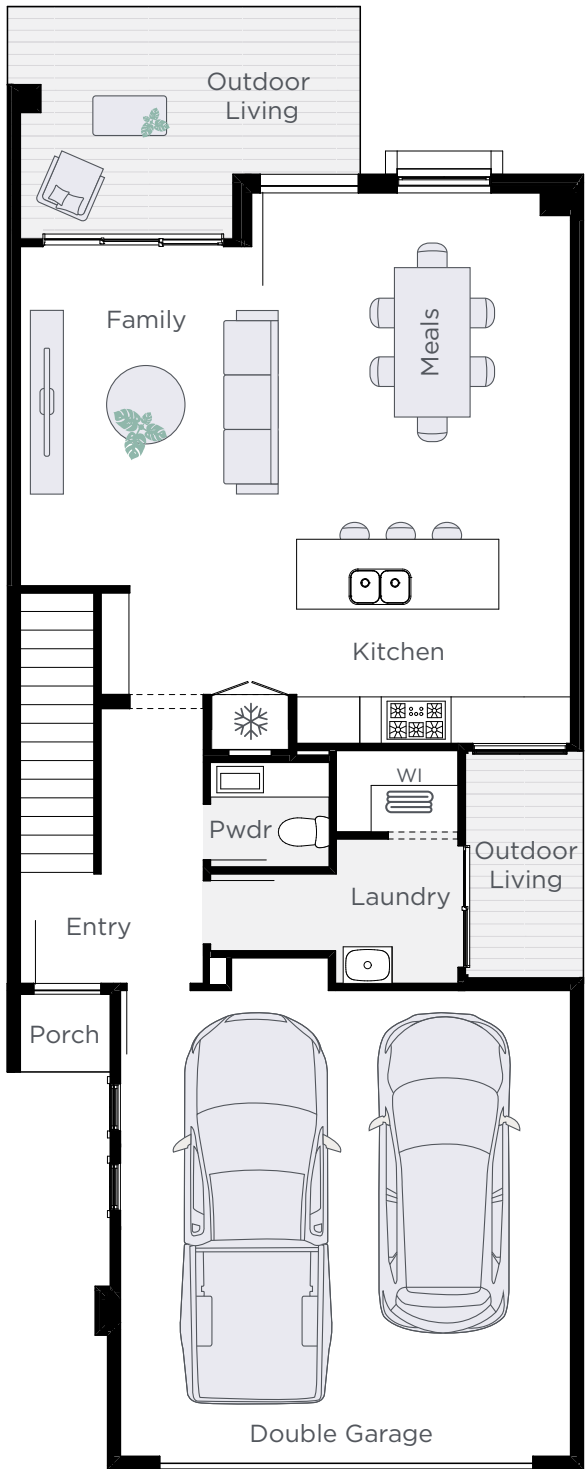 Outdoor
Living
Family
Meals
Kitchen
WI
Pwdr
Outdoor
Living
Laundry
Entry
Porch
Double Garage